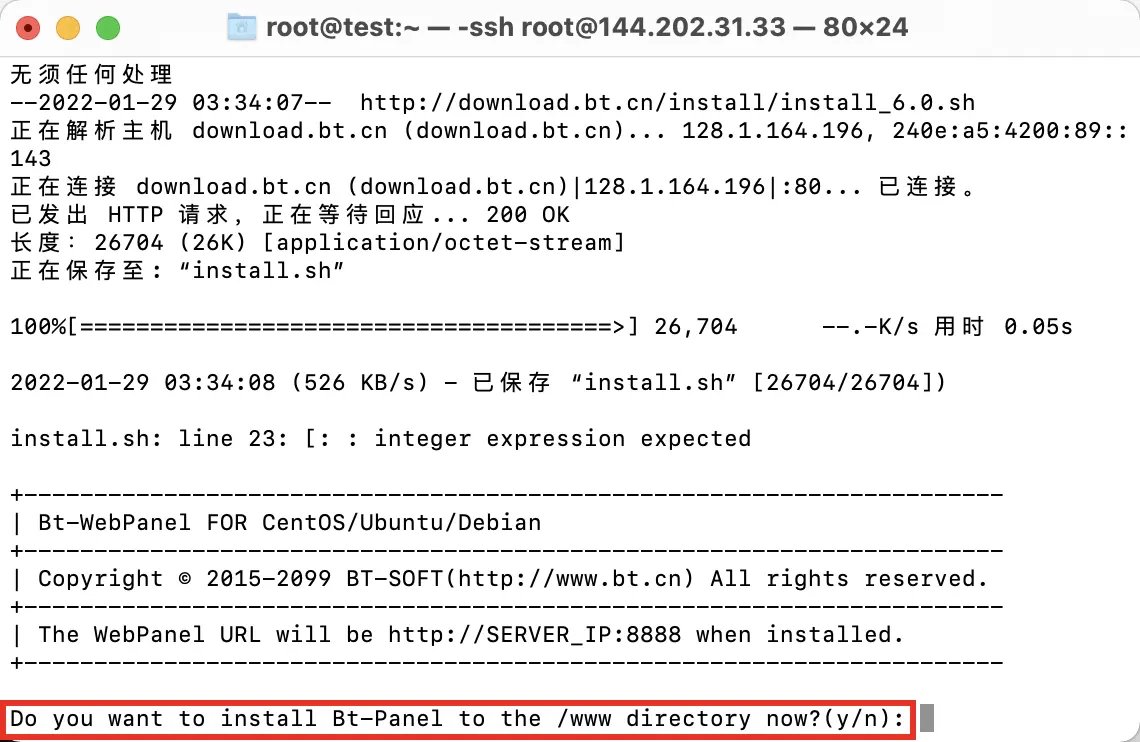 root@test:~ — -ssh root@144.202.31.33 — 80×24
无须任何处理
--2022-01-29 03:34:07--  http://download.bt.cn/install/install_6.0.sh
正在解析主机 download.bt.cn (download.bt.cn)... 128.1.164.196, 240e:a5:4200:89::
143
正在连接 download.bt.cn (download.bt.cn)|128.1.164.196|:80... 已连接。
已发出 HTTP 请求，正在等待回应... 200 OK
长度：26704 (26K) [application/octet-stream]
正在保存至: “install.sh”
100%[======================================>] 26,704      --.-K/s 用时 0.05s
2022-01-29 03:34:08 (526 KB/s) - 已保存 “install.sh” [26704/26704])
install.sh: line 23: [: : integer expression expected
+----------------------------------------------------------------------
| Bt-WebPanel FOR CentOS/Ubuntu/Debian
+----------------------------------------------------------------------
| Copyright © 2015-2099 BT-SOFT(http://www.bt.cn) All rights reserved.
+----------------------------------------------------------------------
| The WebPanel URL will be http://SERVER_IP:8888 when installed.
+----------------------------------------------------------------------
Do you want to install Bt-Panel to the /www directory now?(y/n):